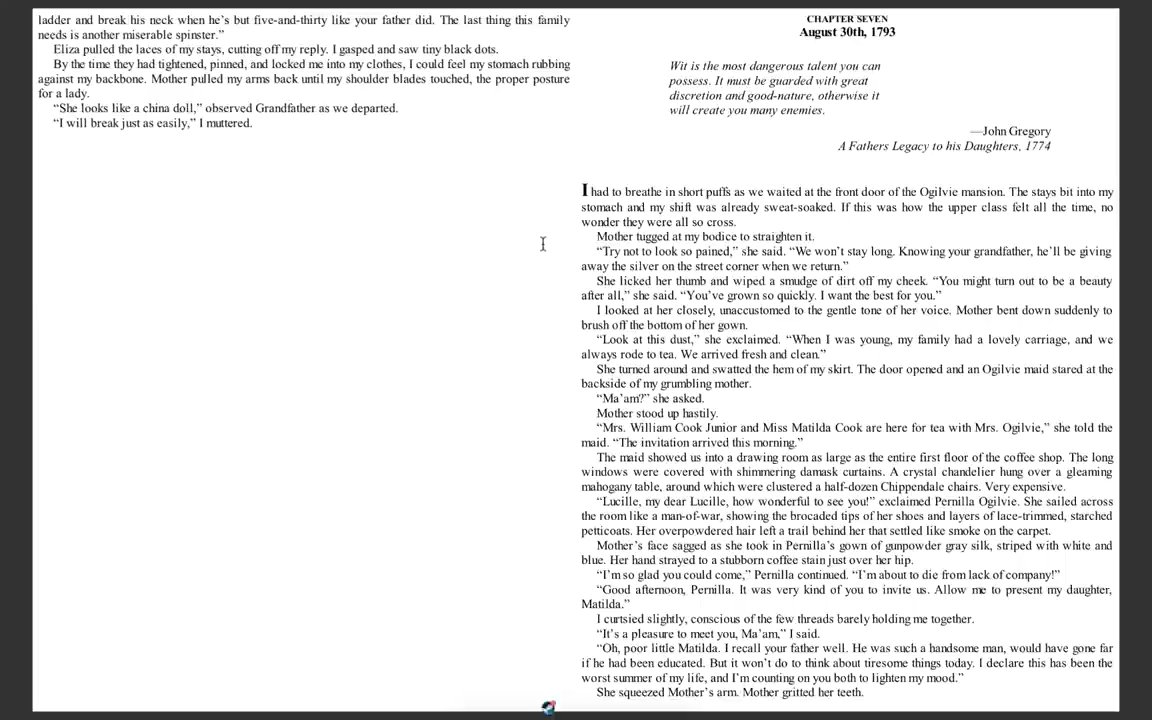 ladder and break his neck when he’s but five-and-thirty like your father did. The last thing this family
needs is another miserable spinster.”
Eliza pulled the laces of my stays, cutting off my reply. I gasped and saw tiny black dots.
By the time they had tightened, pinned, and locked me into my clothes, I could feel my stomach rubbing
against my backbone. Mother pulled my arms back until my shoulder blades touched, the proper posture
for a lady.
“She looks like a china doll,” observed Grandfather as we departed.
“I will break just as easily,” I muttered.
CHAPTER SEVEN
August 30th, 1793
Wit is the most dangerous talent you can
possess. It must be guarded with great
discretion and good-nature, otherwise it
will create you many enemies.
—John Gregory
A Fathers Legacy to his Daughters, 1774
I had to breathe in short puffs as we waited at the front door of the Ogilvie mansion. The stays bit into my
stomach and my shift was already sweat-soaked. If this was how the upper class felt all the time, no
wonder they were all so cross.
Mother tugged at my bodice to straighten it.
“Try not to look so pained,” she said. “We won’t stay long. Knowing your grandfather, he’ll be giving
away the silver on the street corner when we return.”
She licked her thumb and wiped a smudge of dirt off my cheek. “You might turn out to be a beauty
after all,” she said. “You’ve grown so quickly. I want the best for you.”
I looked at her closely, unaccustomed to the gentle tone of her voice. Mother bent down suddenly to
brush off the bottom of her gown.
“Look at this dust,” she exclaimed. “When I was young, my family had a lovely carriage, and we
always rode to tea. We arrived fresh and clean.”
She turned around and swatted the hem of my skirt. The door opened and an Ogilvie maid stared at the
backside of my grumbling mother.
“Ma’am?” she asked.
Mother stood up hastily.
“Mrs. William Cook Junior and Miss Matilda Cook are here for tea with Mrs. Ogilvie,” she told the
maid. “The invitation arrived this morning.”
The maid showed us into a drawing room as large as the entire first floor of the coffee shop. The long
windows were covered with shimmering damask curtains. A crystal chandelier hung over a gleaming
mahogany table, around which were clustered a half-dozen Chippendale chairs. Very expensive.
“Lucille, my dear Lucille, how wonderful to see you!” exclaimed Pernilla Ogilvie. She sailed across
the room like a man-of-war, showing the brocaded tips of her shoes and layers of lace-trimmed, starched
petticoats. Her overpowdered hair left a trail behind her that settled like smoke on the carpet.
Mother’s face sagged as she took in Pernilla’s gown of gunpowder gray silk, striped with white and
blue. Her hand strayed to a stubborn coffee stain just over her hip.
“I’m so glad you could come,” Pernilla continued. “I’m about to die from lack of company!”
“Good afternoon, Pernilla. It was very kind of you to invite us. Allow me to present my daughter,
Matilda.”
I curtsied slightly, conscious of the few threads barely holding me together.
“It’s a pleasure to meet you, Ma’am,” I said.
“Oh, poor little Matilda. I recall your father well. He was such a handsome man, would have gone far
if he had been educated. But it won’t do to think about tiresome things today. I declare this has been the
worst summer of my life, and I’m counting on you both to lighten my mood.”
She squeezed Mother’s arm. Mother gritted her teeth.